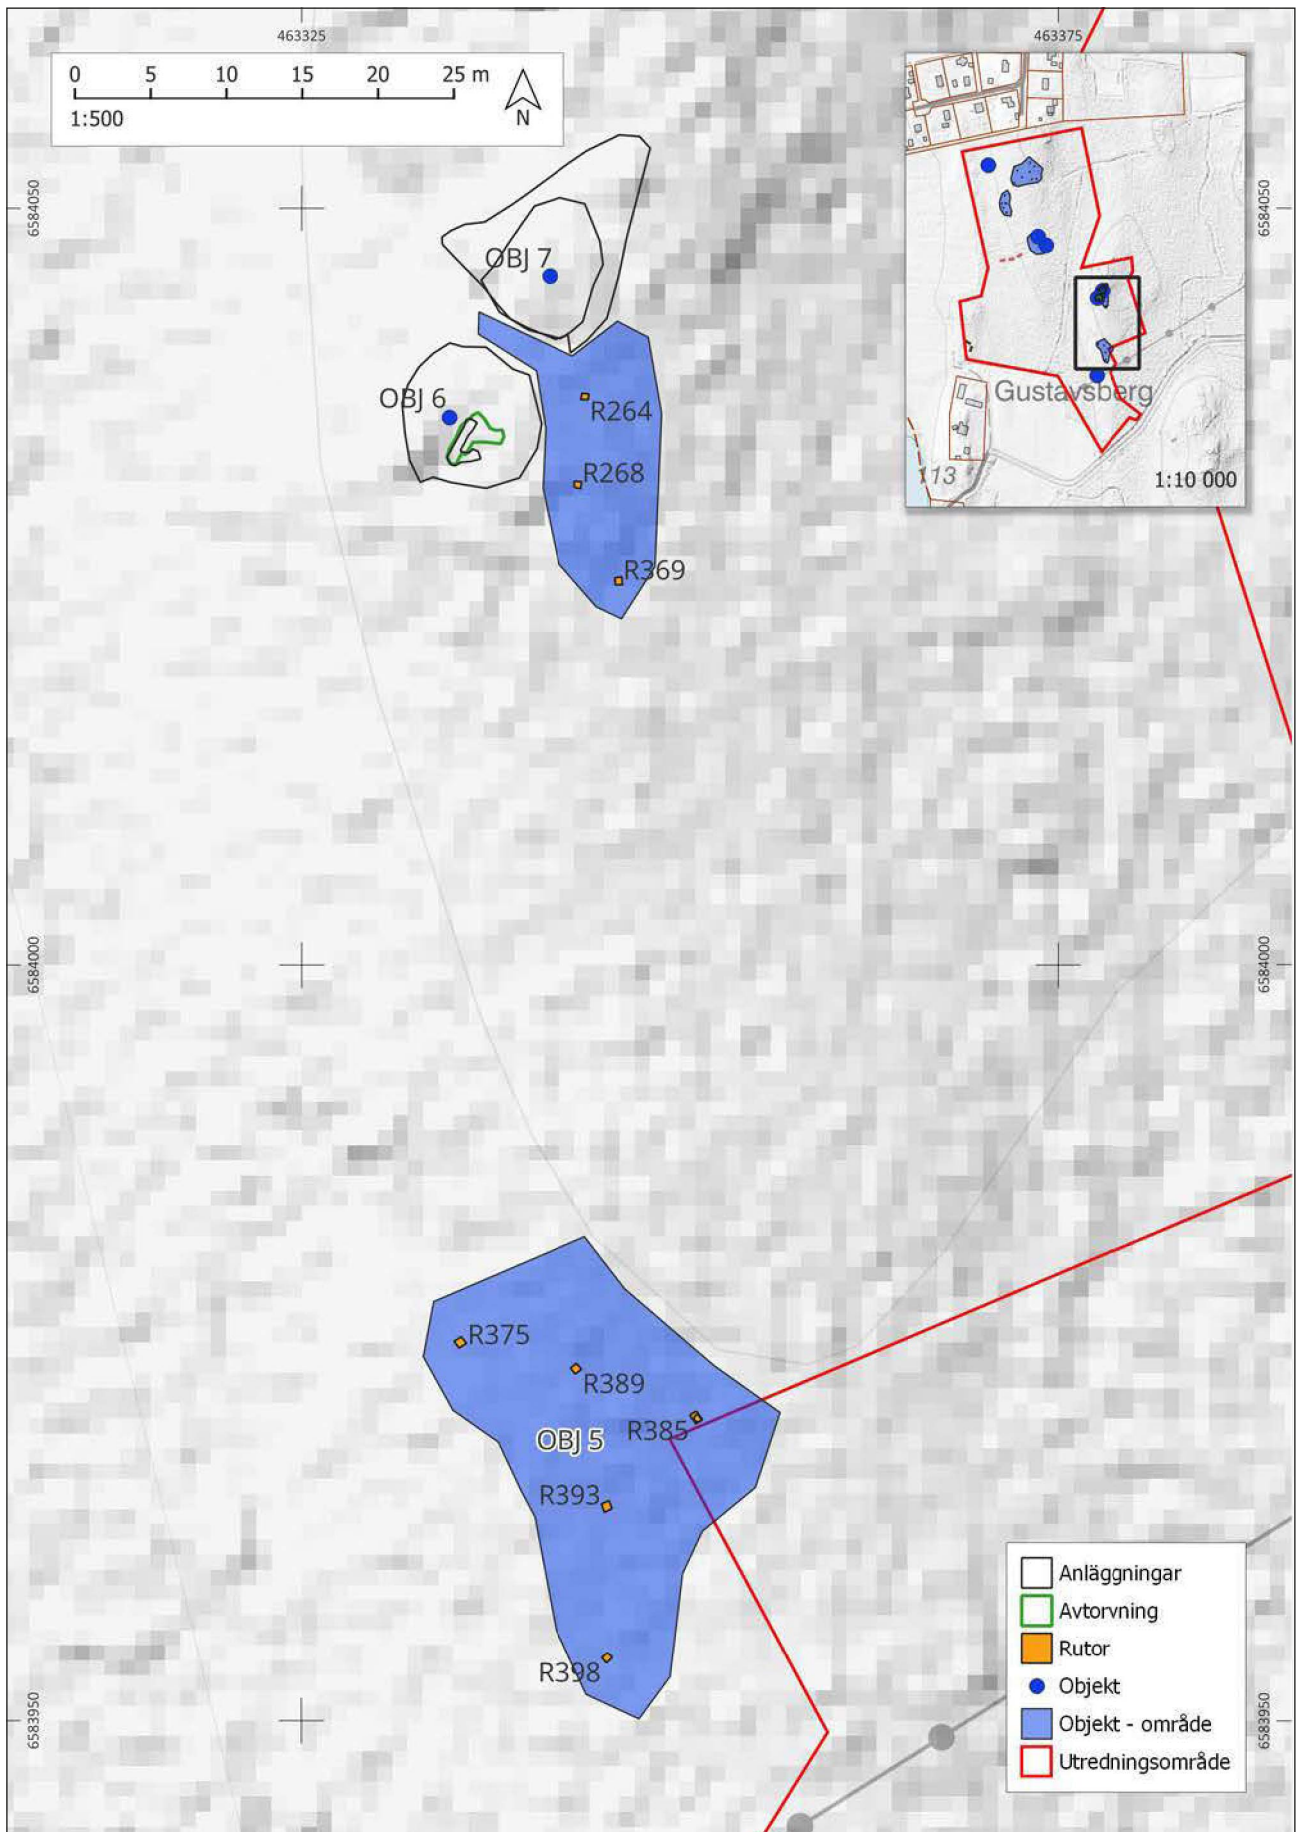 463325
463375
0 5 10 15 20 25 m
N
1:500
6584050
6584050
Gustavsberg
113
1:10 000
OBJ 7
OBJ 6
R264
R268
R369
6584000
6584000
R375
R389
R385
OBJ 5
R393
R398
Anläggningar
Avtorvning
Rutor
Objekt
Objekt - område
Utredningsområde
6583950
6583950